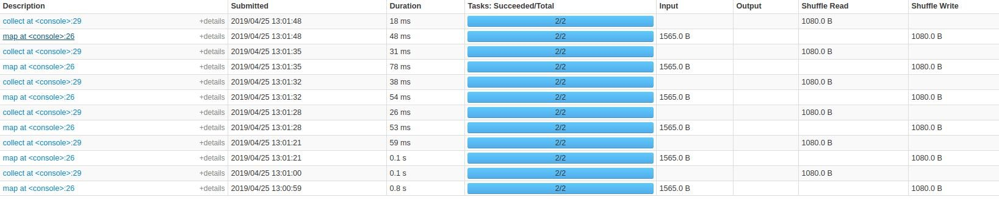 Description Submitted Duration Tasks: Succeeded/Total Input Output Shuffle Read Shuffle Write
collect at <console>:29 +details 2019/04/25 13:01:48 18 ms 2/2 1080.0 B
map at <console>:26 +details 2019/04/25 13:01:48 48 ms 2/2 1565.0 B 1080.0 B
collect at <console>:29 +details 2019/04/25 13:01:35 31 ms 2/2 1080.0 B
map at <console>:26 +details 2019/04/25 13:01:35 78 ms 2/2 1565.0 B 1080.0 B
collect at <console>:29 +details 2019/04/25 13:01:32 38 ms 2/2 1080.0 B
map at <console>:26 +details 2019/04/25 13:01:32 54 ms 2/2 1565.0 B 1080.0 B
collect at <console>:29 +details 2019/04/25 13:01:28 26 ms 2/2 1080.0 B
map at <console>:26 +details 2019/04/25 13:01:28 53 ms 2/2 1565.0 B 1080.0 B
collect at <console>:29 +details 2019/04/25 13:01:21 59 ms 2/2 1080.0 B
map at <console>:26 +details 2019/04/25 13:01:21 0.1 s 2/2 1565.0 B 1080.0 B
collect at <console>:29 +details 2019/04/25 13:01:00 0.1 s 2/2 1080.0 B
map at <console>:26 +details 2019/04/25 13:00:59 0.8 s 2/2 1565.0 B 1080.0 B